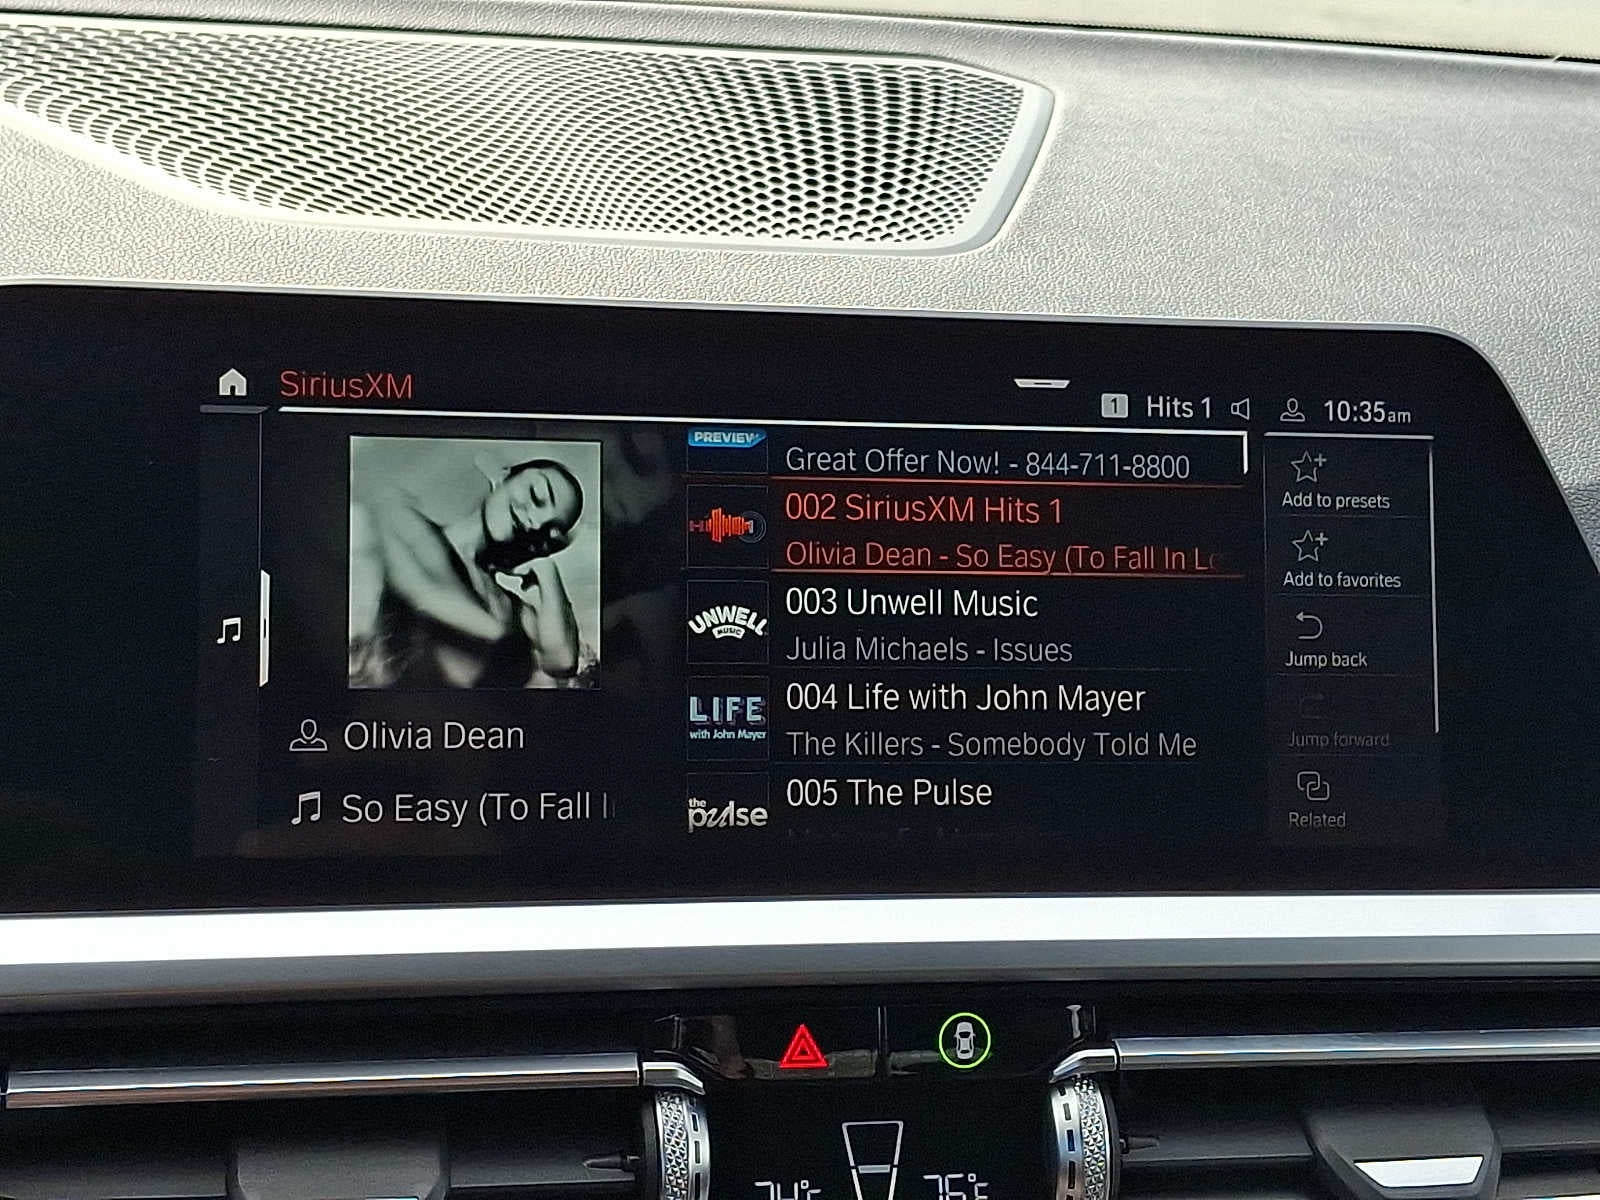 SiriusXM
1 Hits 1 10:35am
PREVIEW
Great Offer Now! - 844-711-8800
002 SiriusXM Hits 1
Olivia Dean - So Easy (To Fall In Lo
UNWELL
MUSIC
003 Unwell Music
Julia Michaels - Issues
LIFE
with John Mayer
004 Life with John Mayer
The Killers - Somebody Told Me
the
pulse
005 The Pulse
Olivia Dean
So Easy (To Fall I
Add to presets
Add to favorites
Jump back
Jump forward
Related
74°F 76°F